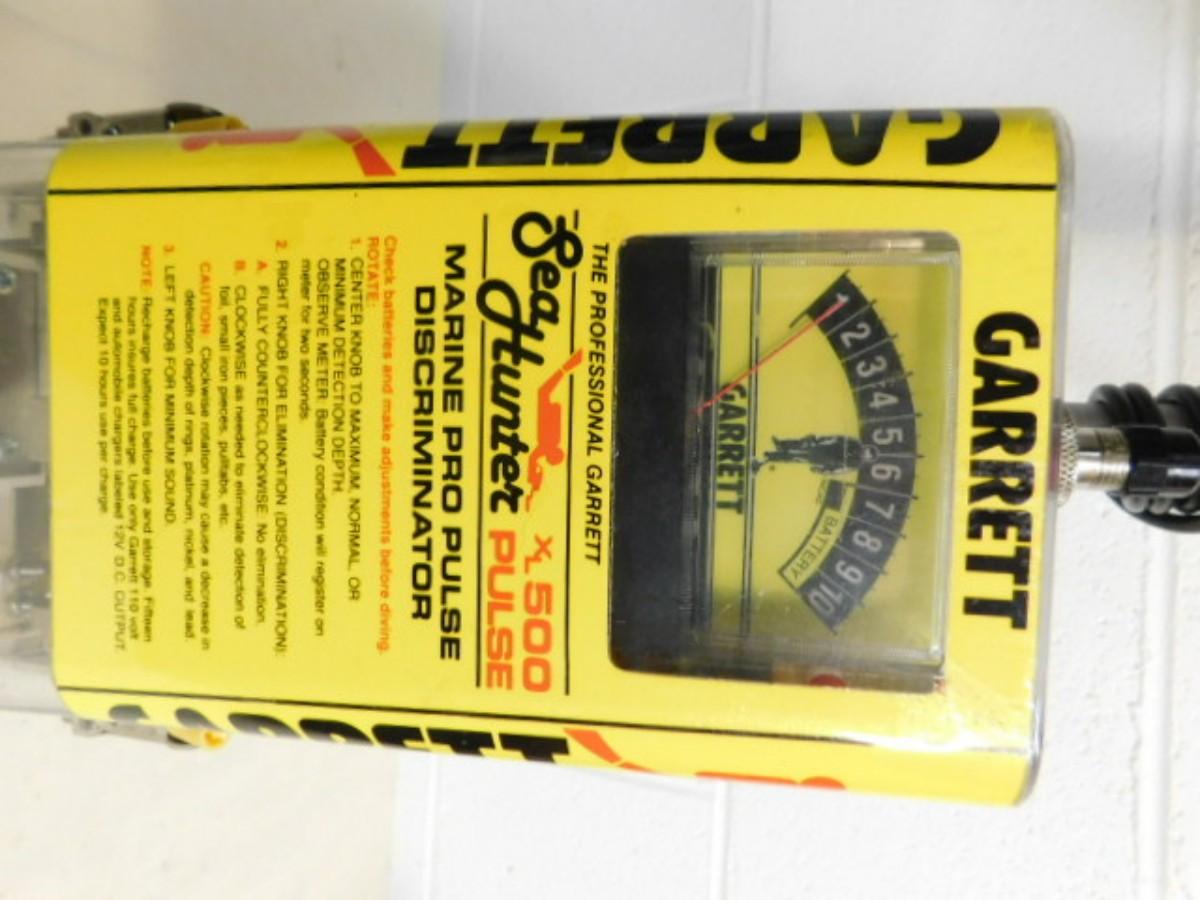 GARRETT
1 2 3 4 5 6 7 8 9 10
BATTERY
GARRETT
THE PROFESSIONAL GARRETT
Sea Hunter XL500
PULSE
MARINE PRO PULSE
DISCRIMINATOR
Check batteries and make adjustments before diving.
ROTATE:
1. CENTER KNOB TO MAXIMUM, NORMAL, OR
MINIMUM DETECTION DEPTH.
OBSERVE METER. Battery condition will register on
meter for two seconds.
2. RIGHT KNOB FOR ELIMINATION (DISCRIMINATION):
A. FULLY COUNTERCLOCKWISE. No elimination.
B. CLOCKWISE as needed to eliminate detection of
foil, small iron pieces, pulltabs, etc.
CAUTION: Clockwise rotation may cause a decrease in
detection depth of rings, platinum, nickel, and lead.
3. LEFT KNOB FOR MINIMUM SOUND.
NOTE: Recharge batteries before use and storage. Fifteen
hours insures full charge. Use only Garrett 110 volt
and automobile chargers labeled 12V D.C. OUTPUT.
Expect 10 hours use per charge.
GARRETT
GARRETT